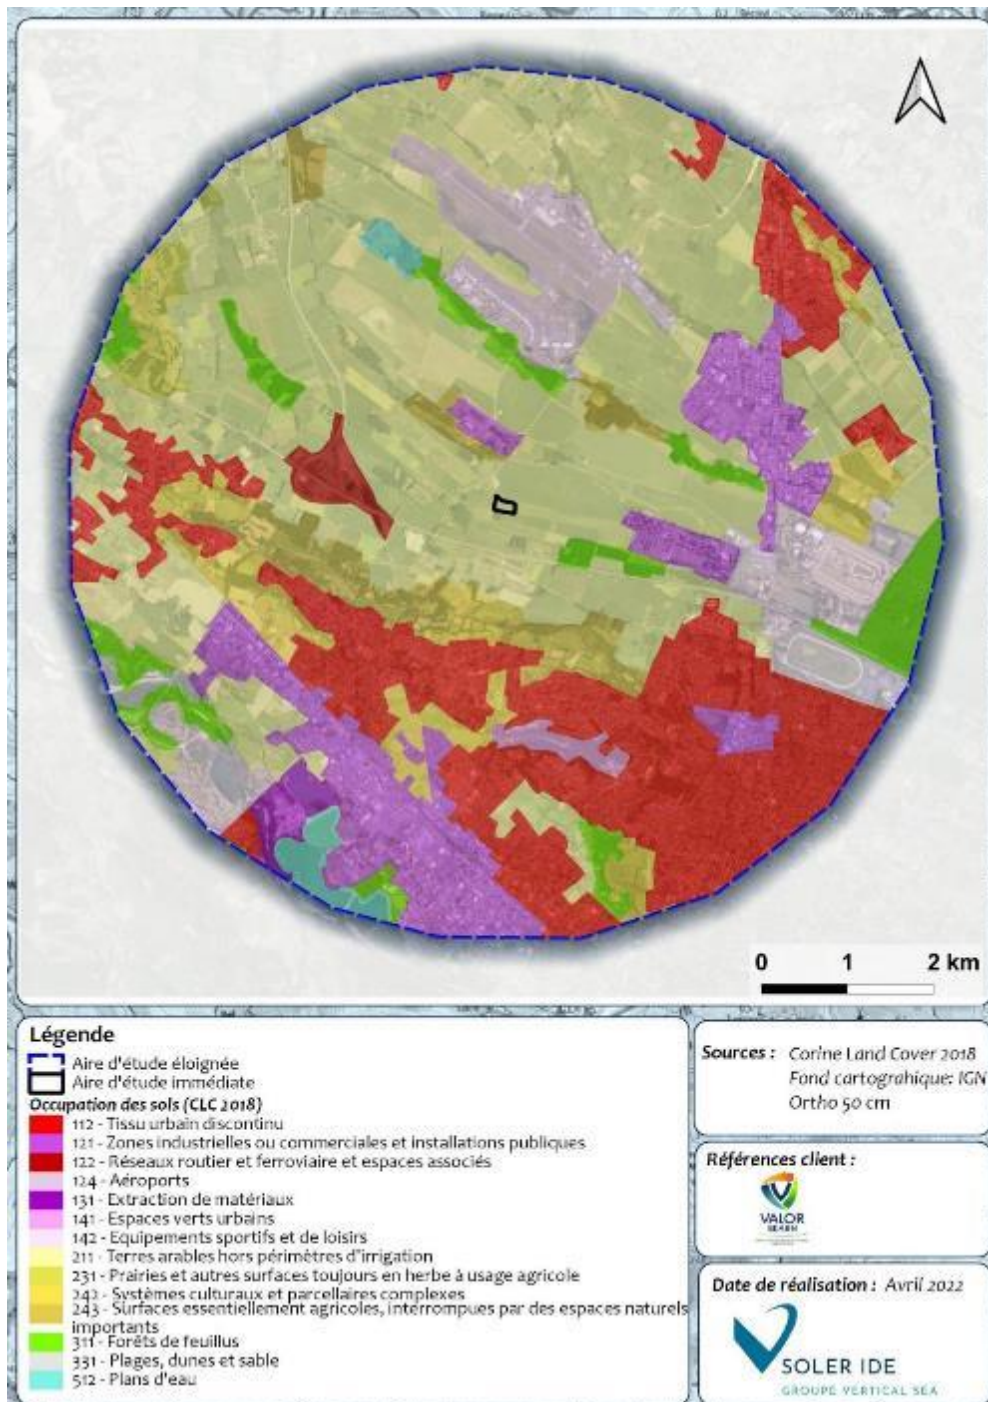 0 1 2 km
Légende
Aire d'étude éloignée
Aire d'étude immédiate
Occupation des sols (CLC 2018)
112 - Tissu urbain discontinu
121 - Zones industrielles ou commerciales et installations publiques
122 - Réseaux routier et ferroviaire et espaces associés
124 - Aéroports
131 - Extraction de matériaux
141 - Espaces verts urbains
142 - Equipements sportifs et de loisirs
211 - Terres arables hors périmètres d'irrigation
231 - Prairies et autres surfaces toujours en herbe à usage agricole
242 - Systèmes culturaux et parcellaires complexes
243 - Surfaces essentiellement agricoles, interrompues par des espaces naturels
importants
311 - Forêts de feuillus
331 - Plages, dunes et sable
512 - Plans d'eau
Sources : Corine Land Cover 2018
Fond cartograhique: IGN
Ortho 50 cm
Références client :
VALOR
BEARN
Date de réalisation : Avril 2022
SOLER IDE
GROUPE VERTICAL SEA